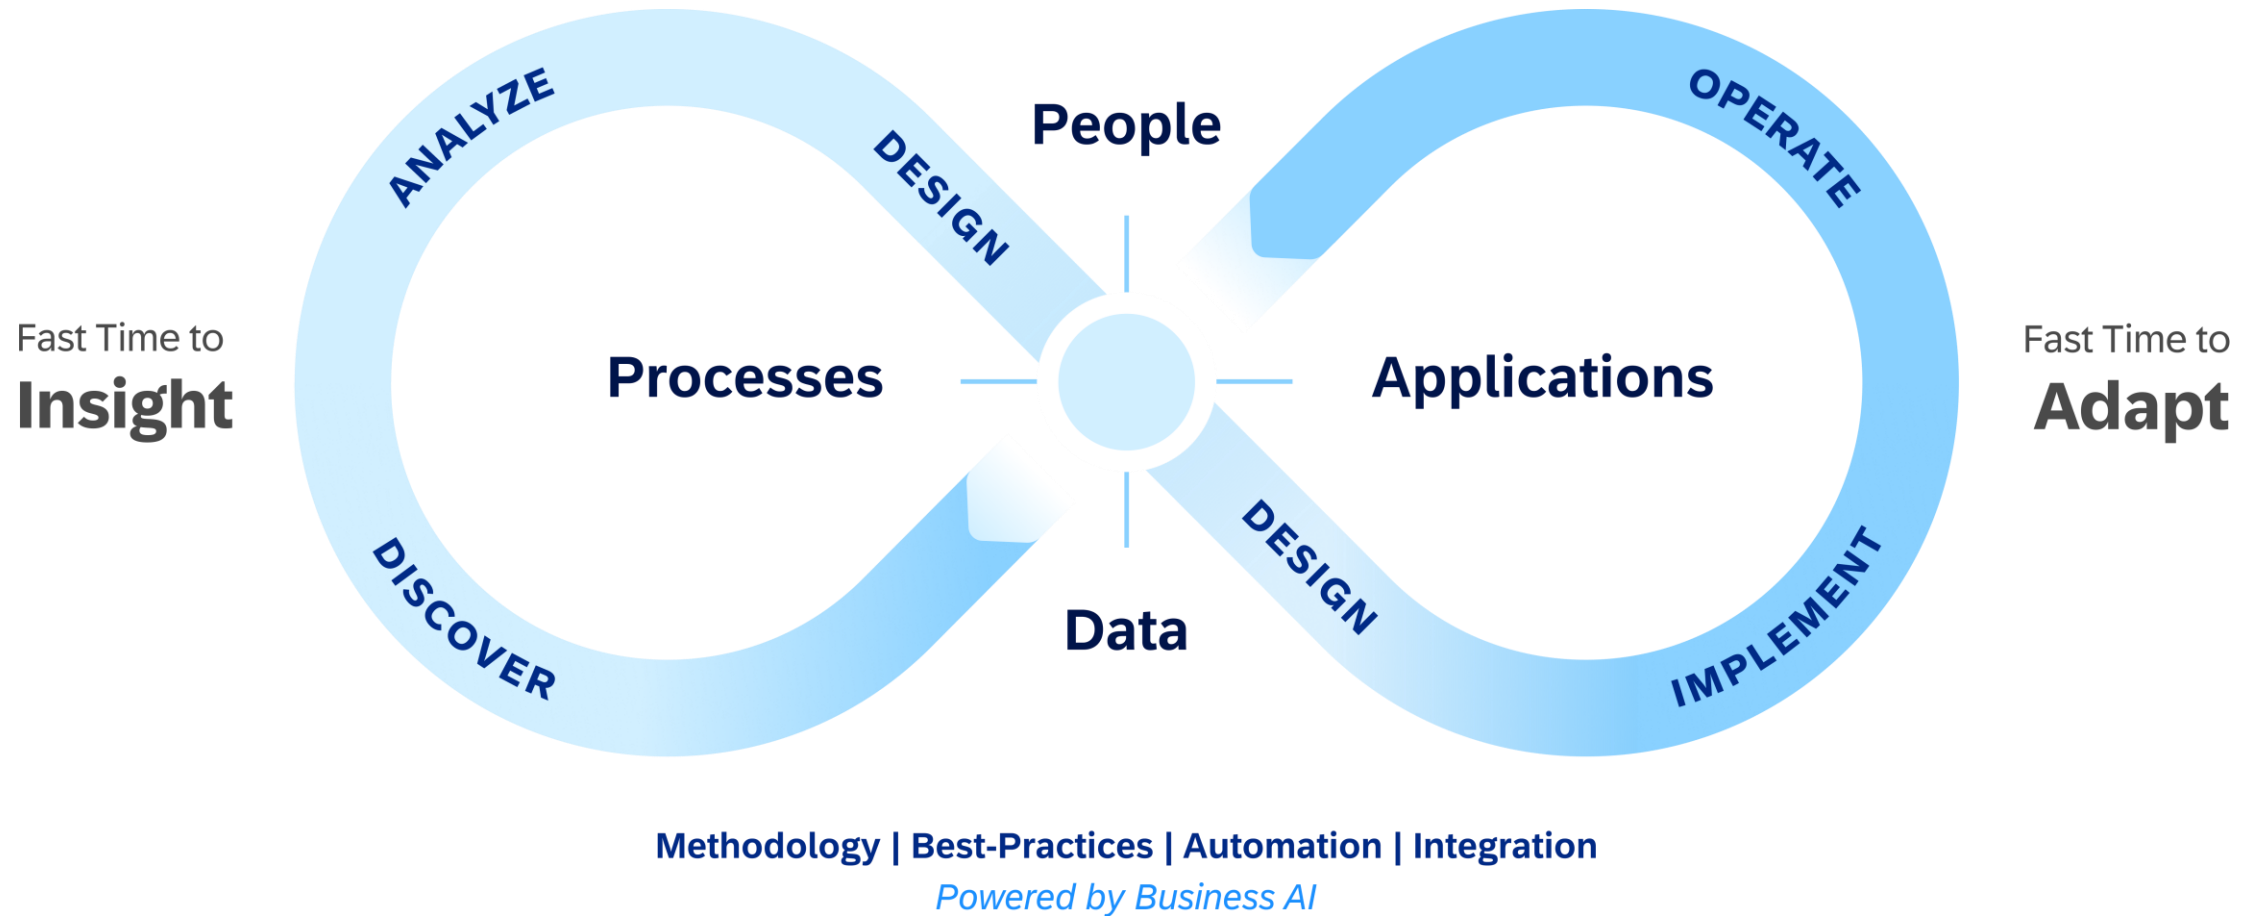 ANALYZE
DESIGN
People
OPERATE
Fast Time to
Insight
Processes
Applications
Fast Time to
Adapt
DISCOVER
Data
DESIGN
IMPLEMENT
Methodology | Best-Practices | Automation | Integration
Powered by Business AI